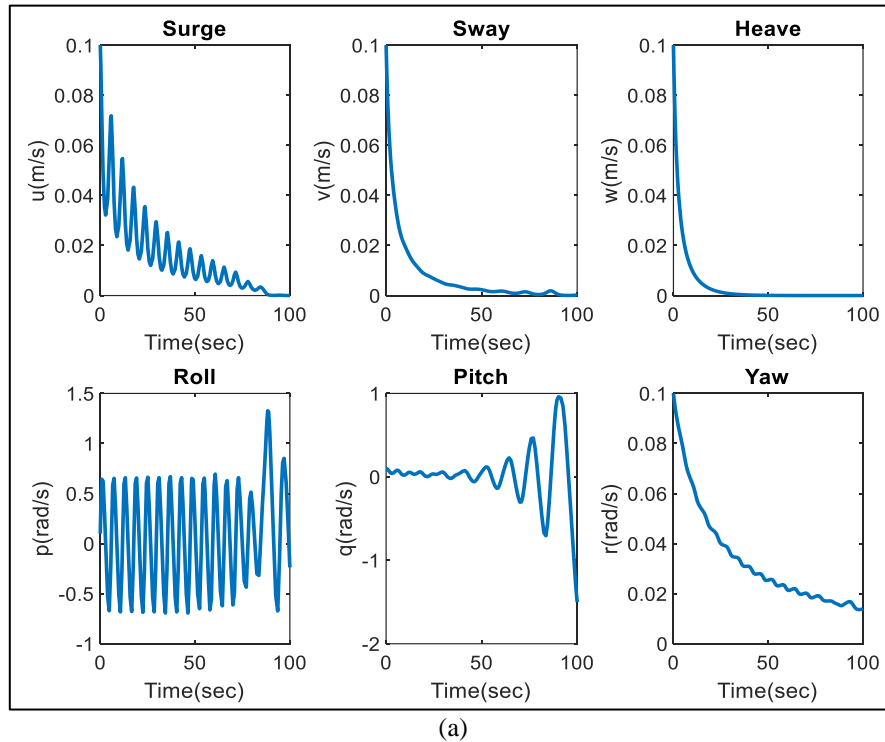 Surge
Sway
Heave
0.1
0.08
0.06
0.04
0.02
0
u(m/s)
0 50 100
Time(sec)
0.1
0.08
0.06
0.04
0.02
0
v(m/s)
0 50 100
Time(sec)
0.1
0.08
0.06
0.04
0.02
0
w(m/s)
0 50 100
Time(sec)
Roll
Pitch
Yaw
1.5
1
0.5
0
-0.5
-1
p(rad/s)
0 50 100
Time(sec)
1
0
-1
-2
q(rad/s)
0 50 100
Time(sec)
0.1
0.08
0.06
0.04
0.02
0
r(rad/s)
0 50 100
Time(sec)
(a)